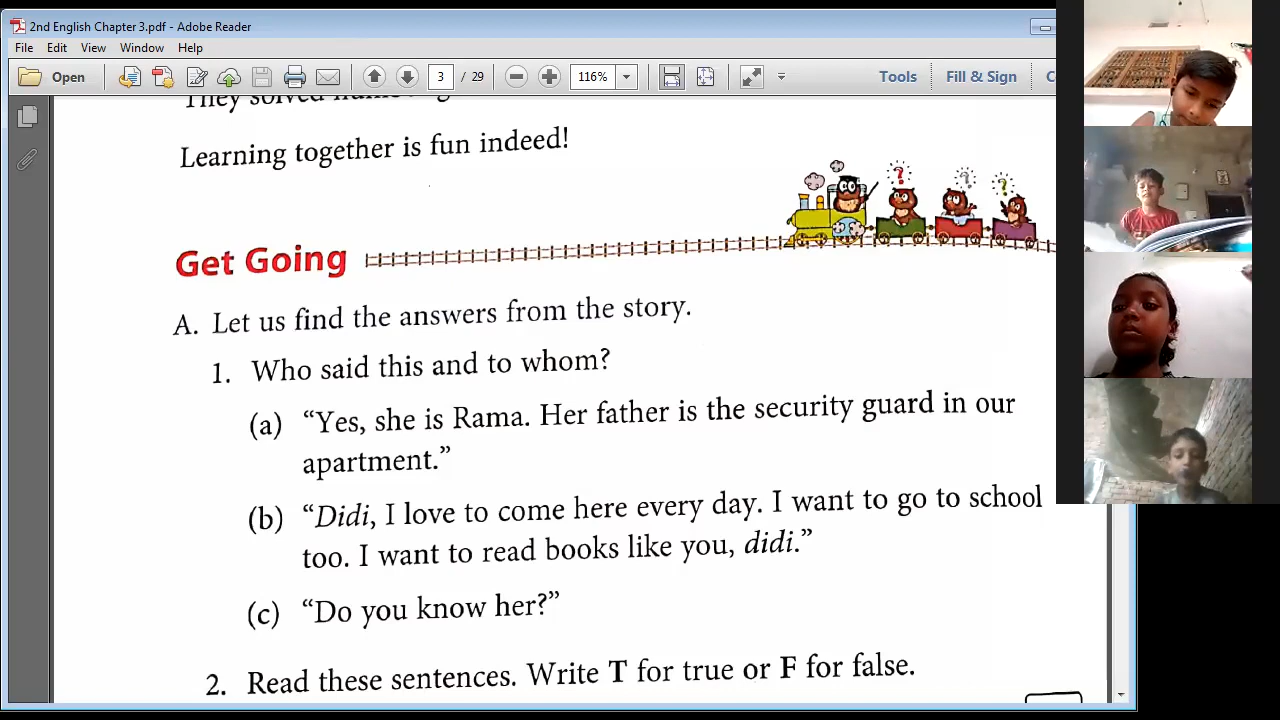 2nd English Chapter 3.pdf - Adobe Reader
File Edit View Window Help
Open 3 / 29 116% Tools Fill & Sign
They solved
Learning together is fun indeed!
? ? ?
Get Going
A. Let us find the answers from the story.
1. Who said this and to whom?
(a) “Yes, she is Rama. Her father is the security guard in our
apartment.”
(b) “Didi, I love to come here every day. I want to go to school
too. I want to read books like you, didi.”
(c) “Do you know her?”
2. Read these sentences. Write T for true or F for false.